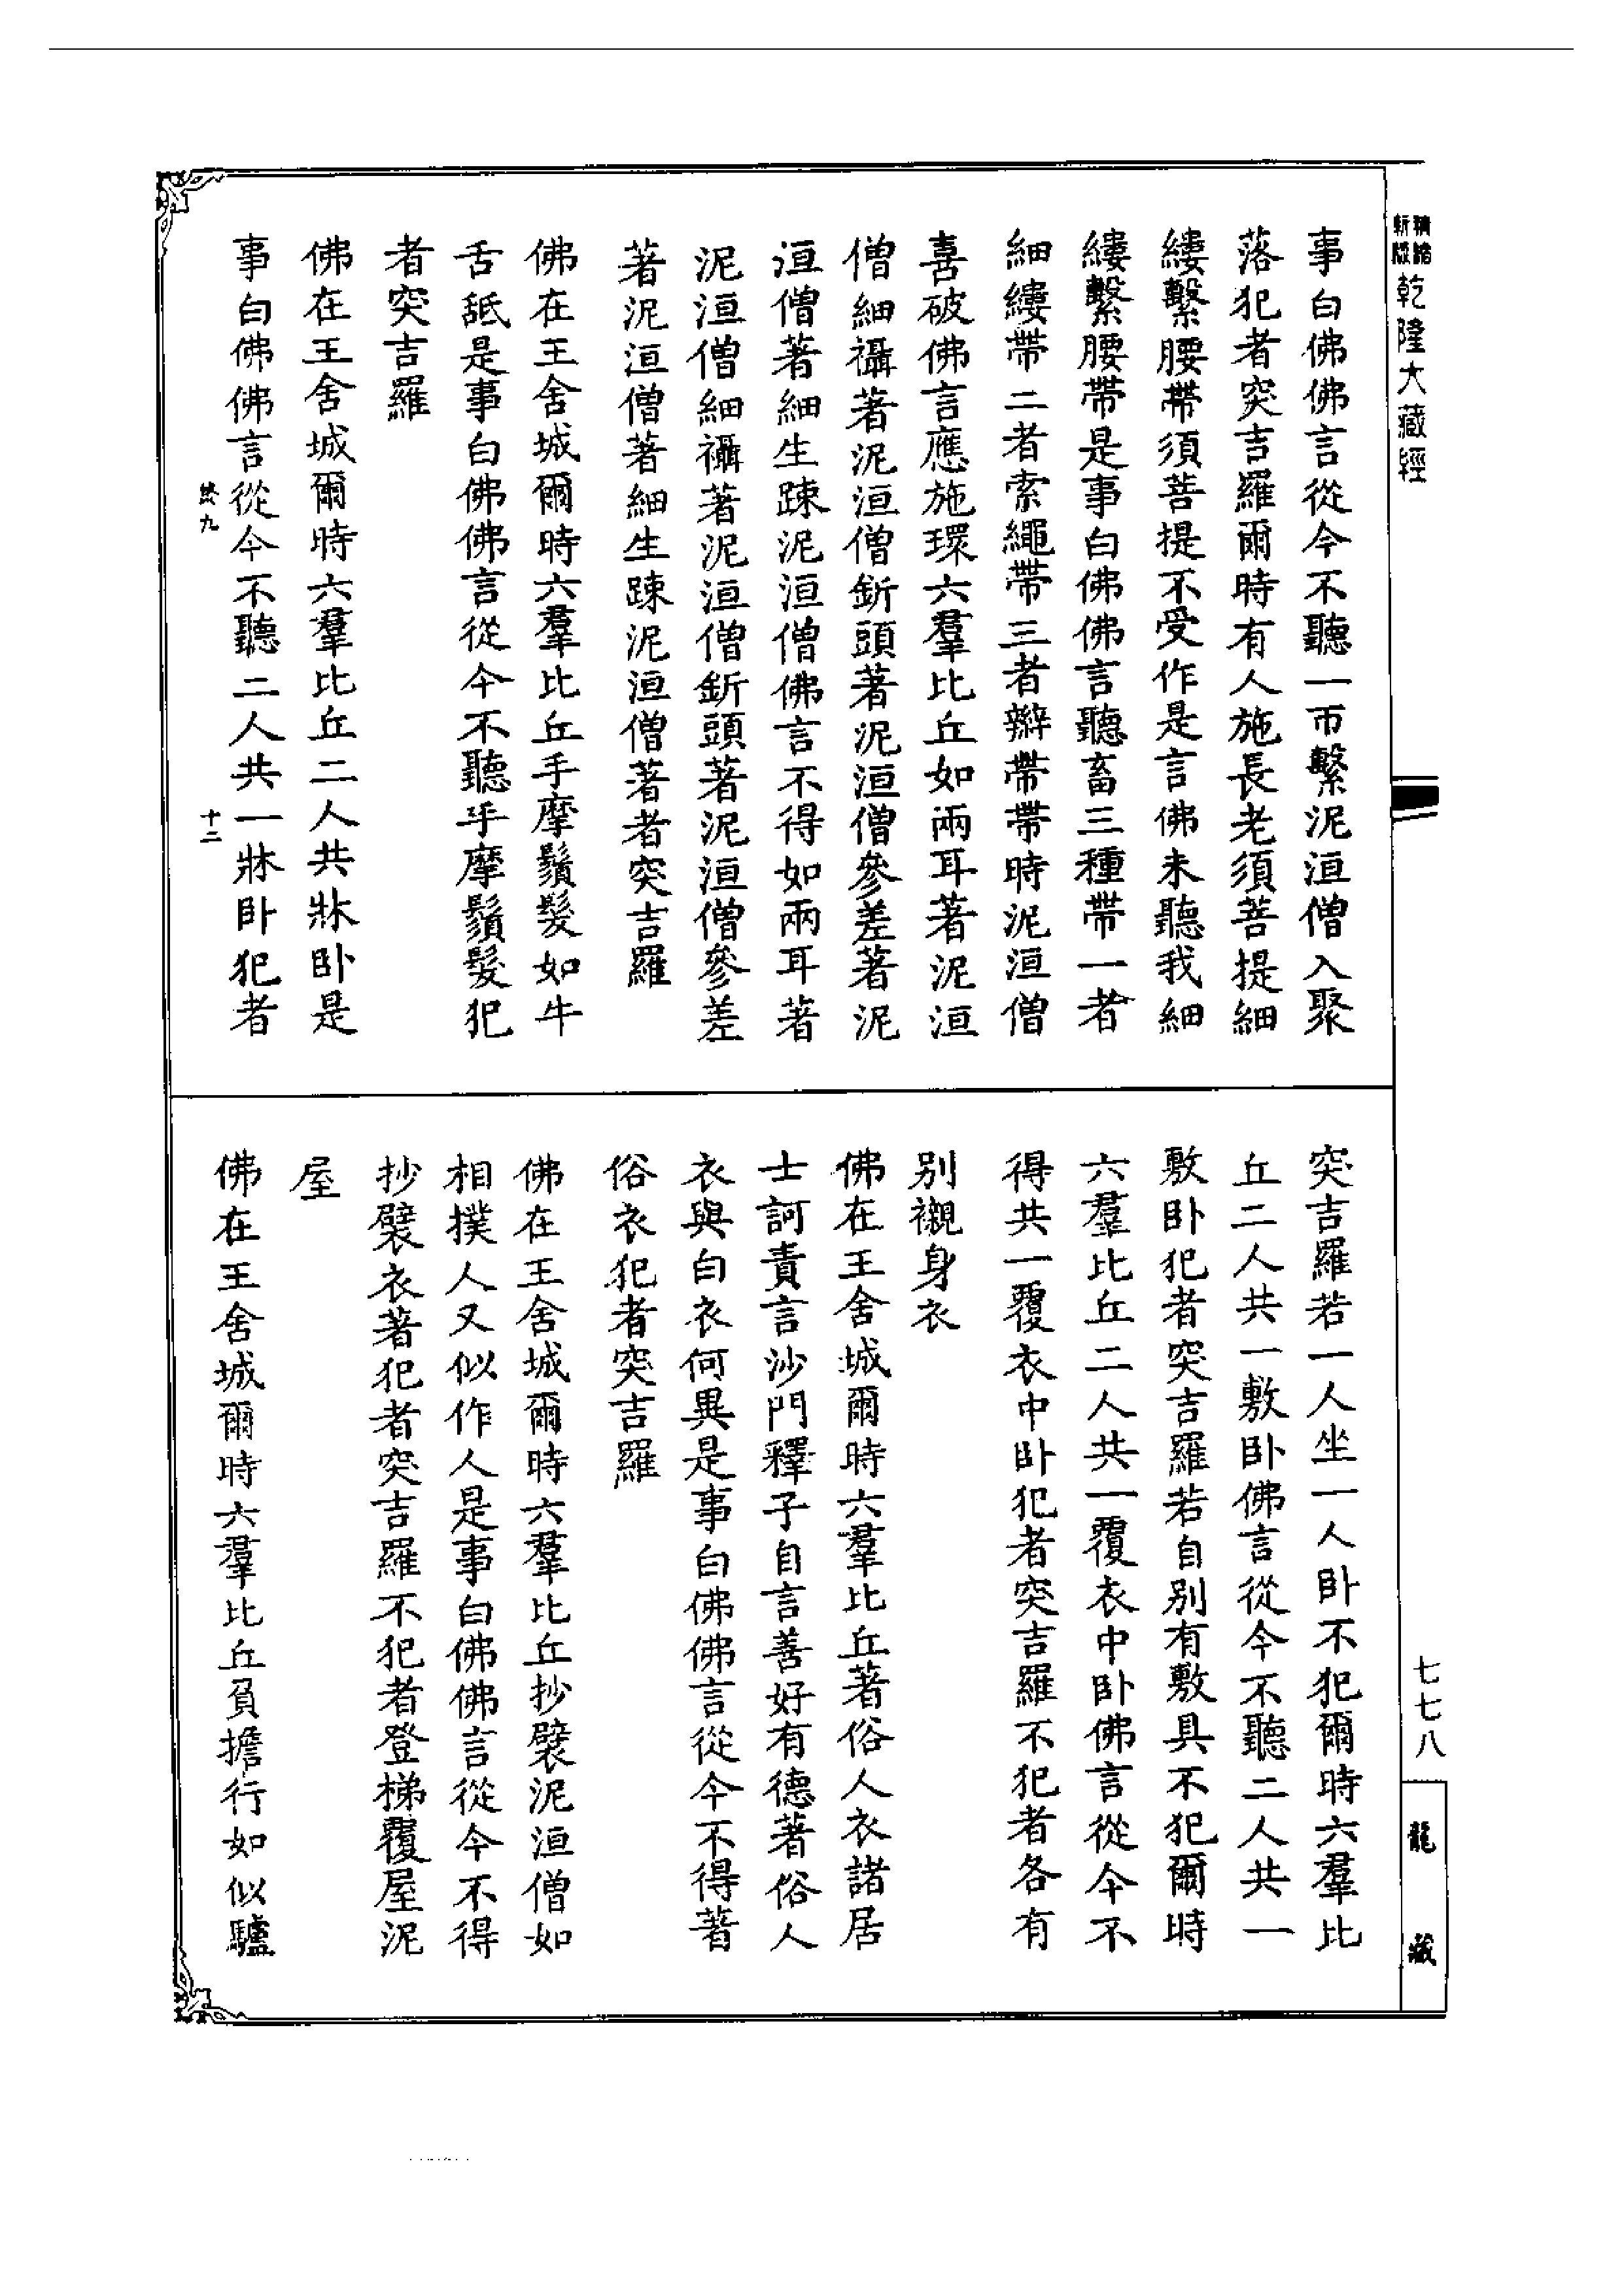 乾隆大藏經
事白佛佛言從今不聽一帀繫泥洹僧入聚
落犯者突吉羅爾時有人施長老須菩提細
縷繫腰帶須菩提不受作是言佛未聽我細
縷繫腰帶是事白佛佛言聽畜三種帶一者
細縷帶二者索繩帶三者辮帶帶時泥洹僧
喜破佛言應施環六羣比丘如兩耳著泥洹
僧細襵著泥洹僧釿頭著泥洹僧參差著泥
洹僧著細生踈泥洹僧佛言不得如兩耳著
泥洹僧細襵著泥洹僧釿頭著泥洹僧參差
著泥洹僧著細生踈泥洹僧著者突吉羅
佛在王舍城爾時六羣比丘手摩鬚髮如牛
舌舐是事白佛佛言從今不聽手摩鬚髮犯
者突吉羅
佛在王舍城爾時六羣比丘二人共牀卧是
事白佛佛言從今不聽二人共一牀卧犯者
終九 十二
突吉羅若一人坐一人卧不犯爾時六羣比
丘二人共一敷卧佛言從今不聽二人共一
敷卧犯者突吉羅若自別有敷具不犯爾時
六羣比丘二人共一覆衣中卧佛言從今不
得共一覆衣中卧犯者突吉羅不犯者各有
別襯身衣
佛在王舍城爾時六羣比丘著俗人衣諸居
士訶責言沙門釋子自言善好有德著俗人
衣與白衣何異是事白佛佛言從今不得著
俗衣犯者突吉羅
佛在王舍城爾時六羣比丘抄襞泥洹僧如
相撲人又似作人是事白佛佛言從今不得
抄襞衣著犯者突吉羅不犯者登梯覆屋泥
屋
佛在王舍城爾時六羣比丘負擔行如似驢
七七八
龍藏